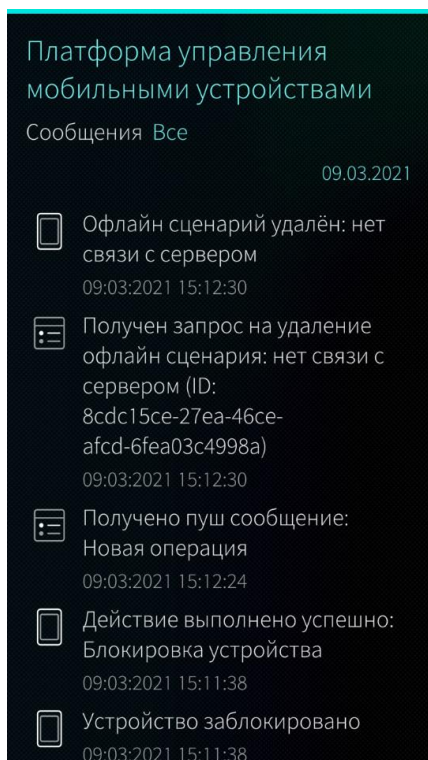 Платформа управления
мобильными устройствами
Сообщения Все
09.03.2021
Офлайн сценарий удалён: нет
связи с сервером
09:03:2021 15:12:30
Получен запрос на удаление
офлайн сценария: нет связи с
сервером (ID:
8cdc15ce-27ea-46ce-
afcd-6fea03c4998a)
09:03:2021 15:12:30
Получено пуш сообщение:
Новая операция
09:03:2021 15:12:24
Действие выполнено успешно:
Блокировка устройства
09:03:2021 15:11:38
Устройство заблокировано
09:03:2021 15:11:38